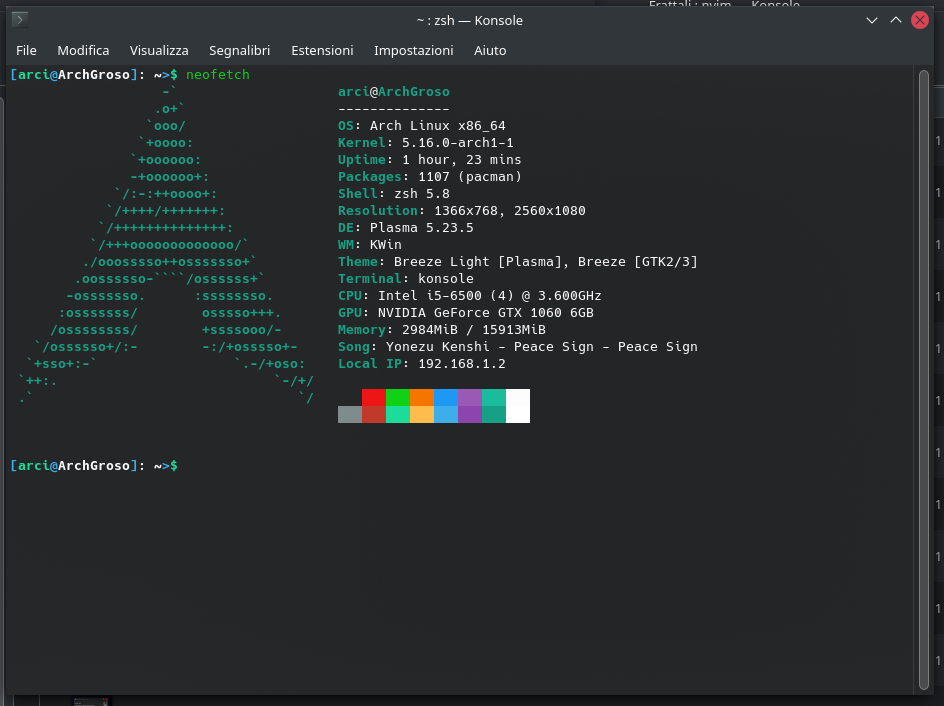 Frattali : nvim — Konsole
~ : zsh — Konsole
File Modifica Visualizza Segnalibri Estensioni Impostazioni Aiuto
[arci@ArchGroso]: ~>$ neofetch
-` arci@ArchGroso
.o+` --------------
`ooo/ OS: Arch Linux x86_64
`+oooo: Kernel: 5.16.0-arch1-1
`+oooooo: Uptime: 1 hour, 23 mins
-+oooooo+: Packages: 1107 (pacman)
`/:-:++oooo+: Shell: zsh 5.8
`/++++/+++++++: Resolution: 1366x768, 2560x1080
`/++++++++++++++: DE: Plasma 5.23.5
`/+++ooooooooooooo/` WM: KWin
./ooosssso++osssssso+` Theme: Breeze Light [Plasma], Breeze [GTK2/3]
.oossssso-````/ossssss+` Terminal: konsole
-osssssso. :ssssssso. CPU: Intel i5-6500 (4) @ 3.600GHz
:osssssss/ osssso+++. GPU: NVIDIA GeForce GTX 1060 6GB
/ossssssss/ +ssssooo/- Memory: 2984MiB / 15913MiB
`/ossssso+/:- -:/+osssso+- Song: Yonezu Kenshi - Peace Sign - Peace Sign
`+sso+:-` `.-/+oso: Local IP: 192.168.1.2
`++:. `-/+/
.` `/
[arci@ArchGroso]: ~>$